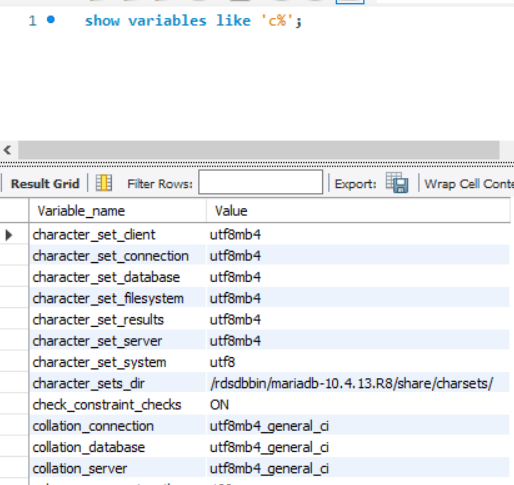 1 show variables like 'c%';
Result Grid Filter Rows: Export: Wrap Cell Conte
Variable_name Value
character_set_client utf8mb4
character_set_connection utf8mb4
character_set_database utf8mb4
character_set_filesystem utf8mb4
character_set_results utf8mb4
character_set_server utf8mb4
character_set_system utf8
character_sets_dir /rdsdbbin/mariadb-10.4.13.R8/share/charsets/
check_constraint_checks ON
collation_connection utf8mb4_general_ci
collation_database utf8mb4_general_ci
collation_server utf8mb4_general_ci